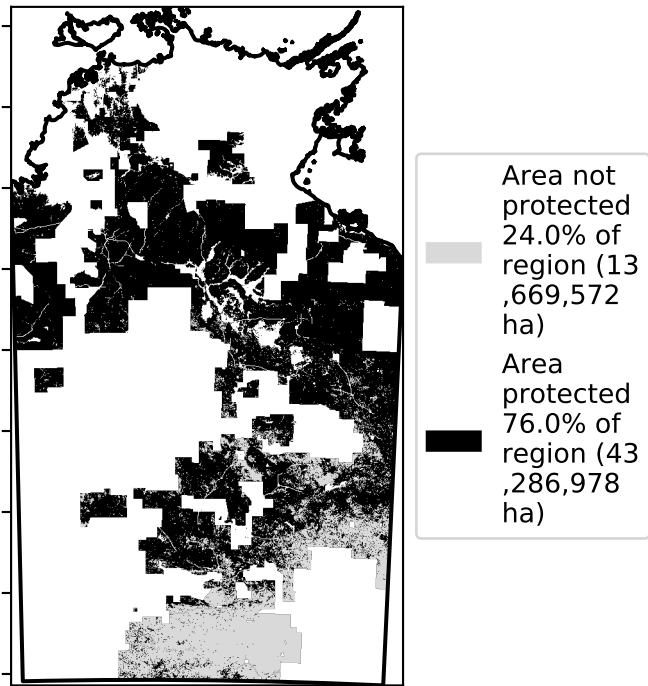 Area not
protected
24.0% of
region (13
,669,572
ha)
Area
protected
76.0% of
region (43
,286,978
ha)